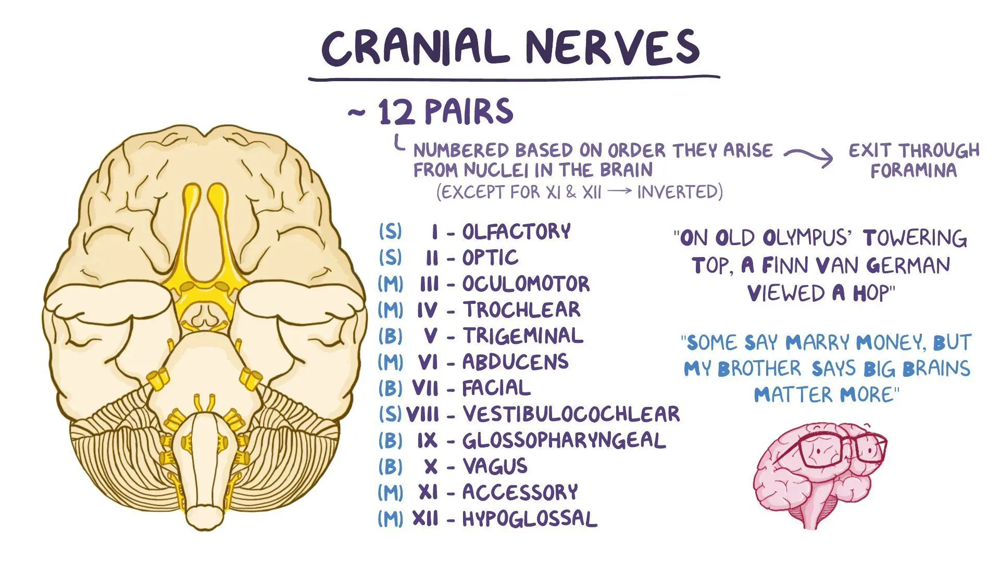 CRANIAL NERVES
~ 12 PAIRS
NUMBERED BASED ON ORDER THEY ARISE
FROM NUCLEI IN THE BRAIN
(EXCEPT FOR XI & XII → INVERTED)
EXIT THROUGH
FORAMINA
(S) I - OLFACTORY
(S) II - OPTIC
(M) III - OCULOMOTOR
(M) IV - TROCHLEAR
(B) V - TRIGEMINAL
(M) VI - ABDUCENS
(B) VII - FACIAL
(S) VIII - VESTIBULOCOCHLEAR
(B) IX - GLOSSOPHARYNGEAL
(B) X - VAGUS
(M) XI - ACCESSORY
(M) XII - HYPOGLOSSAL
"ON OLD OLYMPUS' TOWERING
TOP, A FINN VAN GERMAN
VIEWED A HOP"
"SOME SAY MARRY MONEY, BUT
MY BROTHER SAYS BIG BRAINS
MATTER MORE"